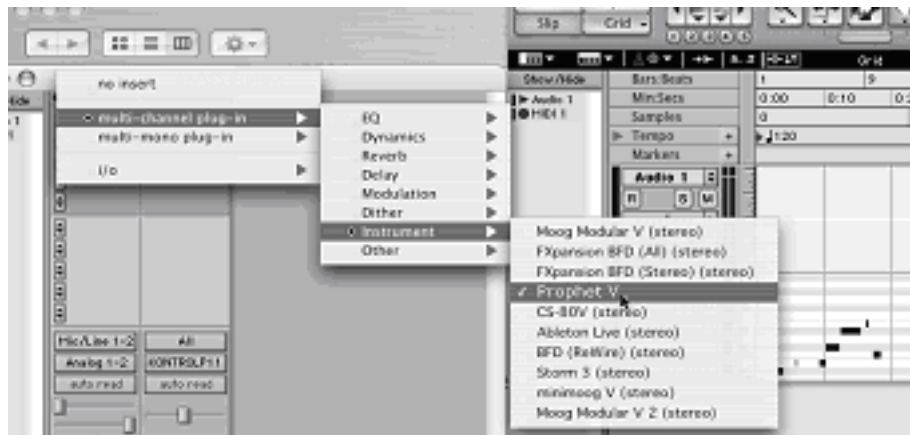 Slip
Grid
no insert
multi-channel plug-in
multi-mono plug-in
i/o
EQ
Dynamics
Reverb
Delay
Modulation
Dither
Instrument
Other
Moog Modular V (stereo)
FXpansion BFD (All) (stereo)
FXpansion BFD (Stereo) (stereo)
✓ Prophet V
CS-80V (stereo)
Ableton Live (stereo)
BFD (ReWire) (stereo)
Storm 3 (stereo)
minimoog V (stereo)
Moog Modular V 2 (stereo)
Show/Hide
Audio 1
MIDI 1
Bars:Beats
1
9
Min:Secs
0:00
0:10
Samples
0
Tempo
120
Markers
Audio 1
R
S
M
Grid
Mic/Line 1-2
All
Analog 1-2
auto read
auto read